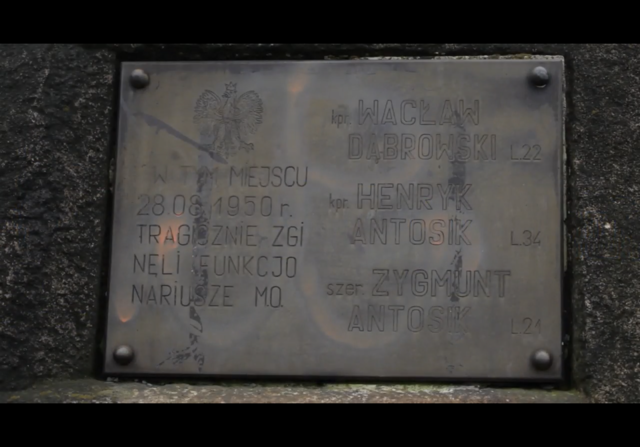 W TYM MIEJSCU
28.08.1950 r.
TRAGICZNIE ZGI
NĘLI FUNKCJO
NARIUSZE MO.
kpr. WACŁAW
DĄBROWSKI L.22
kpr. HENRYK
ANTOSIK L.34
szer. ZYGMUNT
ANTOSIK L.21